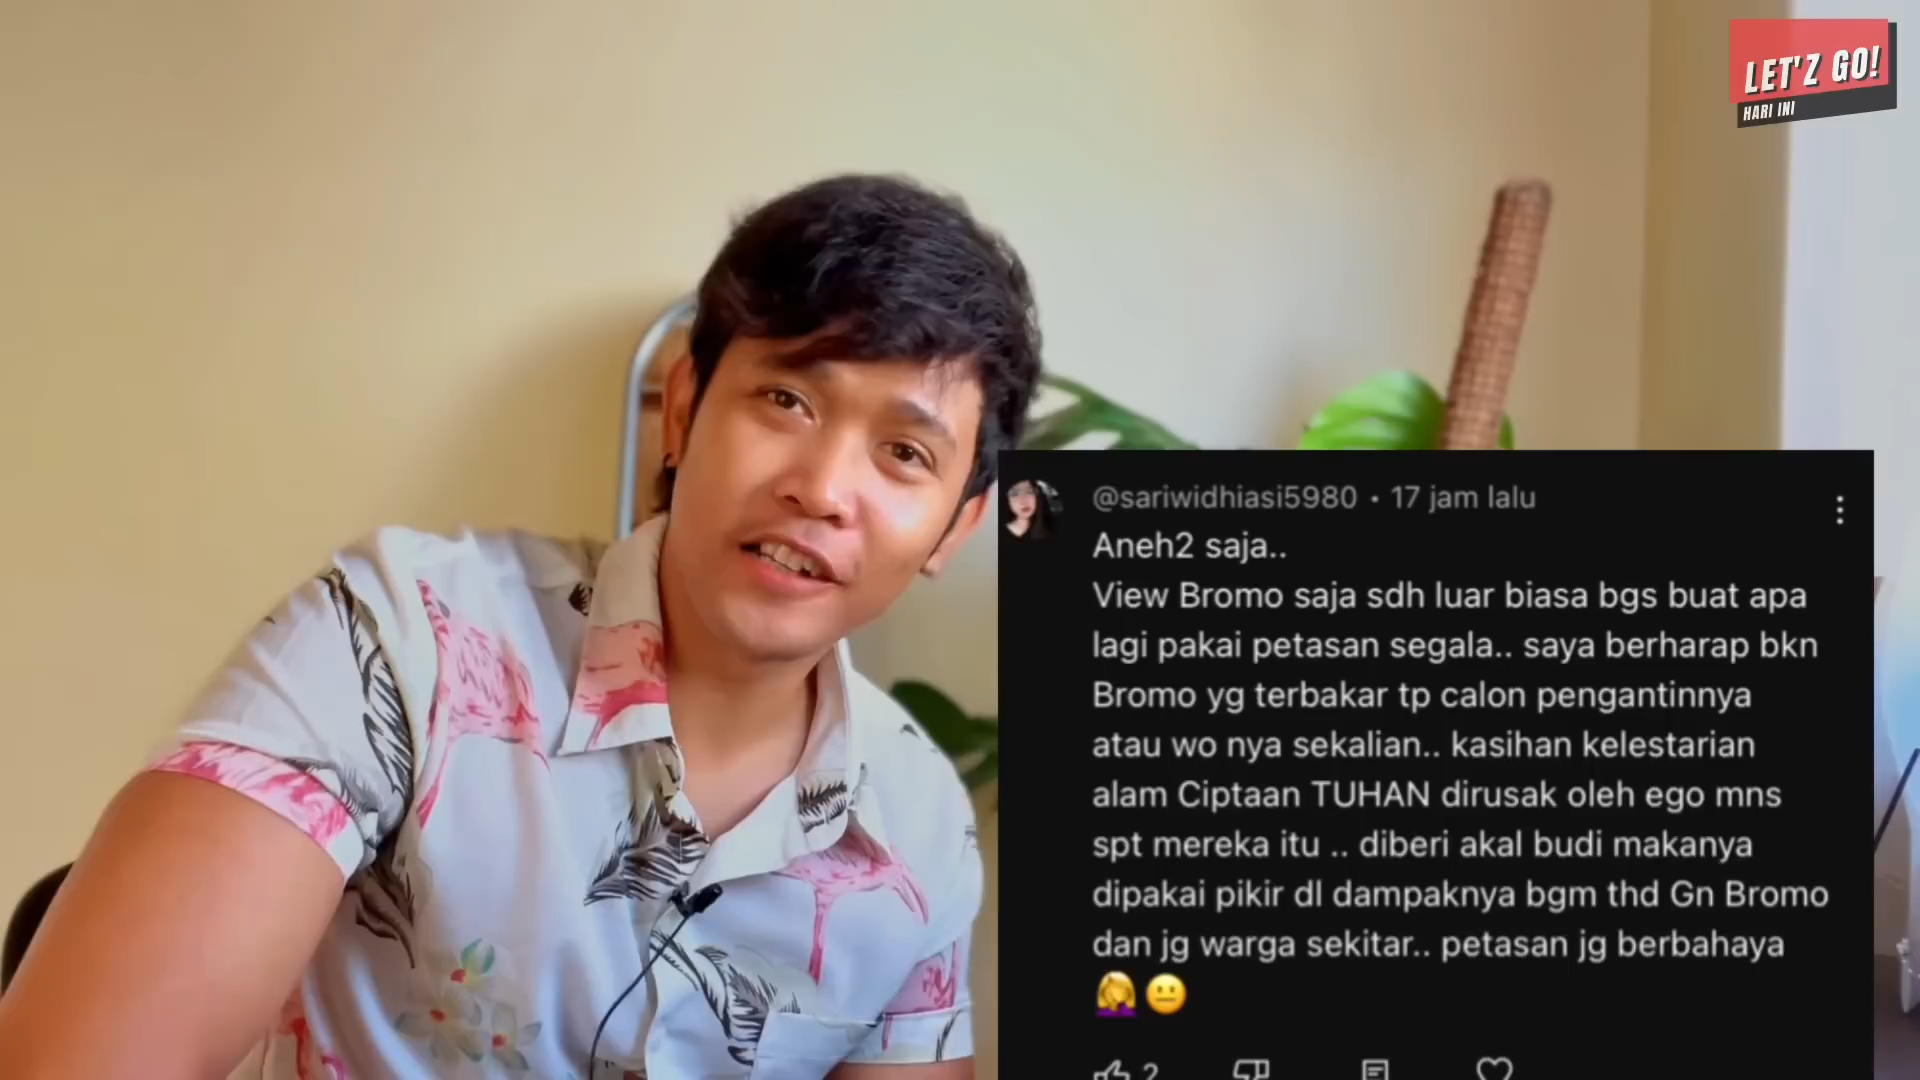 LET'Z GO!
HARI INI
@sariwidhiasi5980 • 17 jam lalu
Aneh2 saja..
View Bromo saja sdh luar biasa bgs buat apa
lagi pakai petasan segala.. saya berharap bkn
Bromo yg terbakar tp calon pengantinnya
atau wo nya sekalian.. kasihan kelestarian
alam Ciptaan TUHAN dirusak oleh ego mns
spt mereka itu .. diberi akal budi makanya
dipakai pikir dl dampaknya bgm thd Gn Bromo
dan jg warga sekitar.. petasan jg berbahaya
🤦‍♀️😐
2